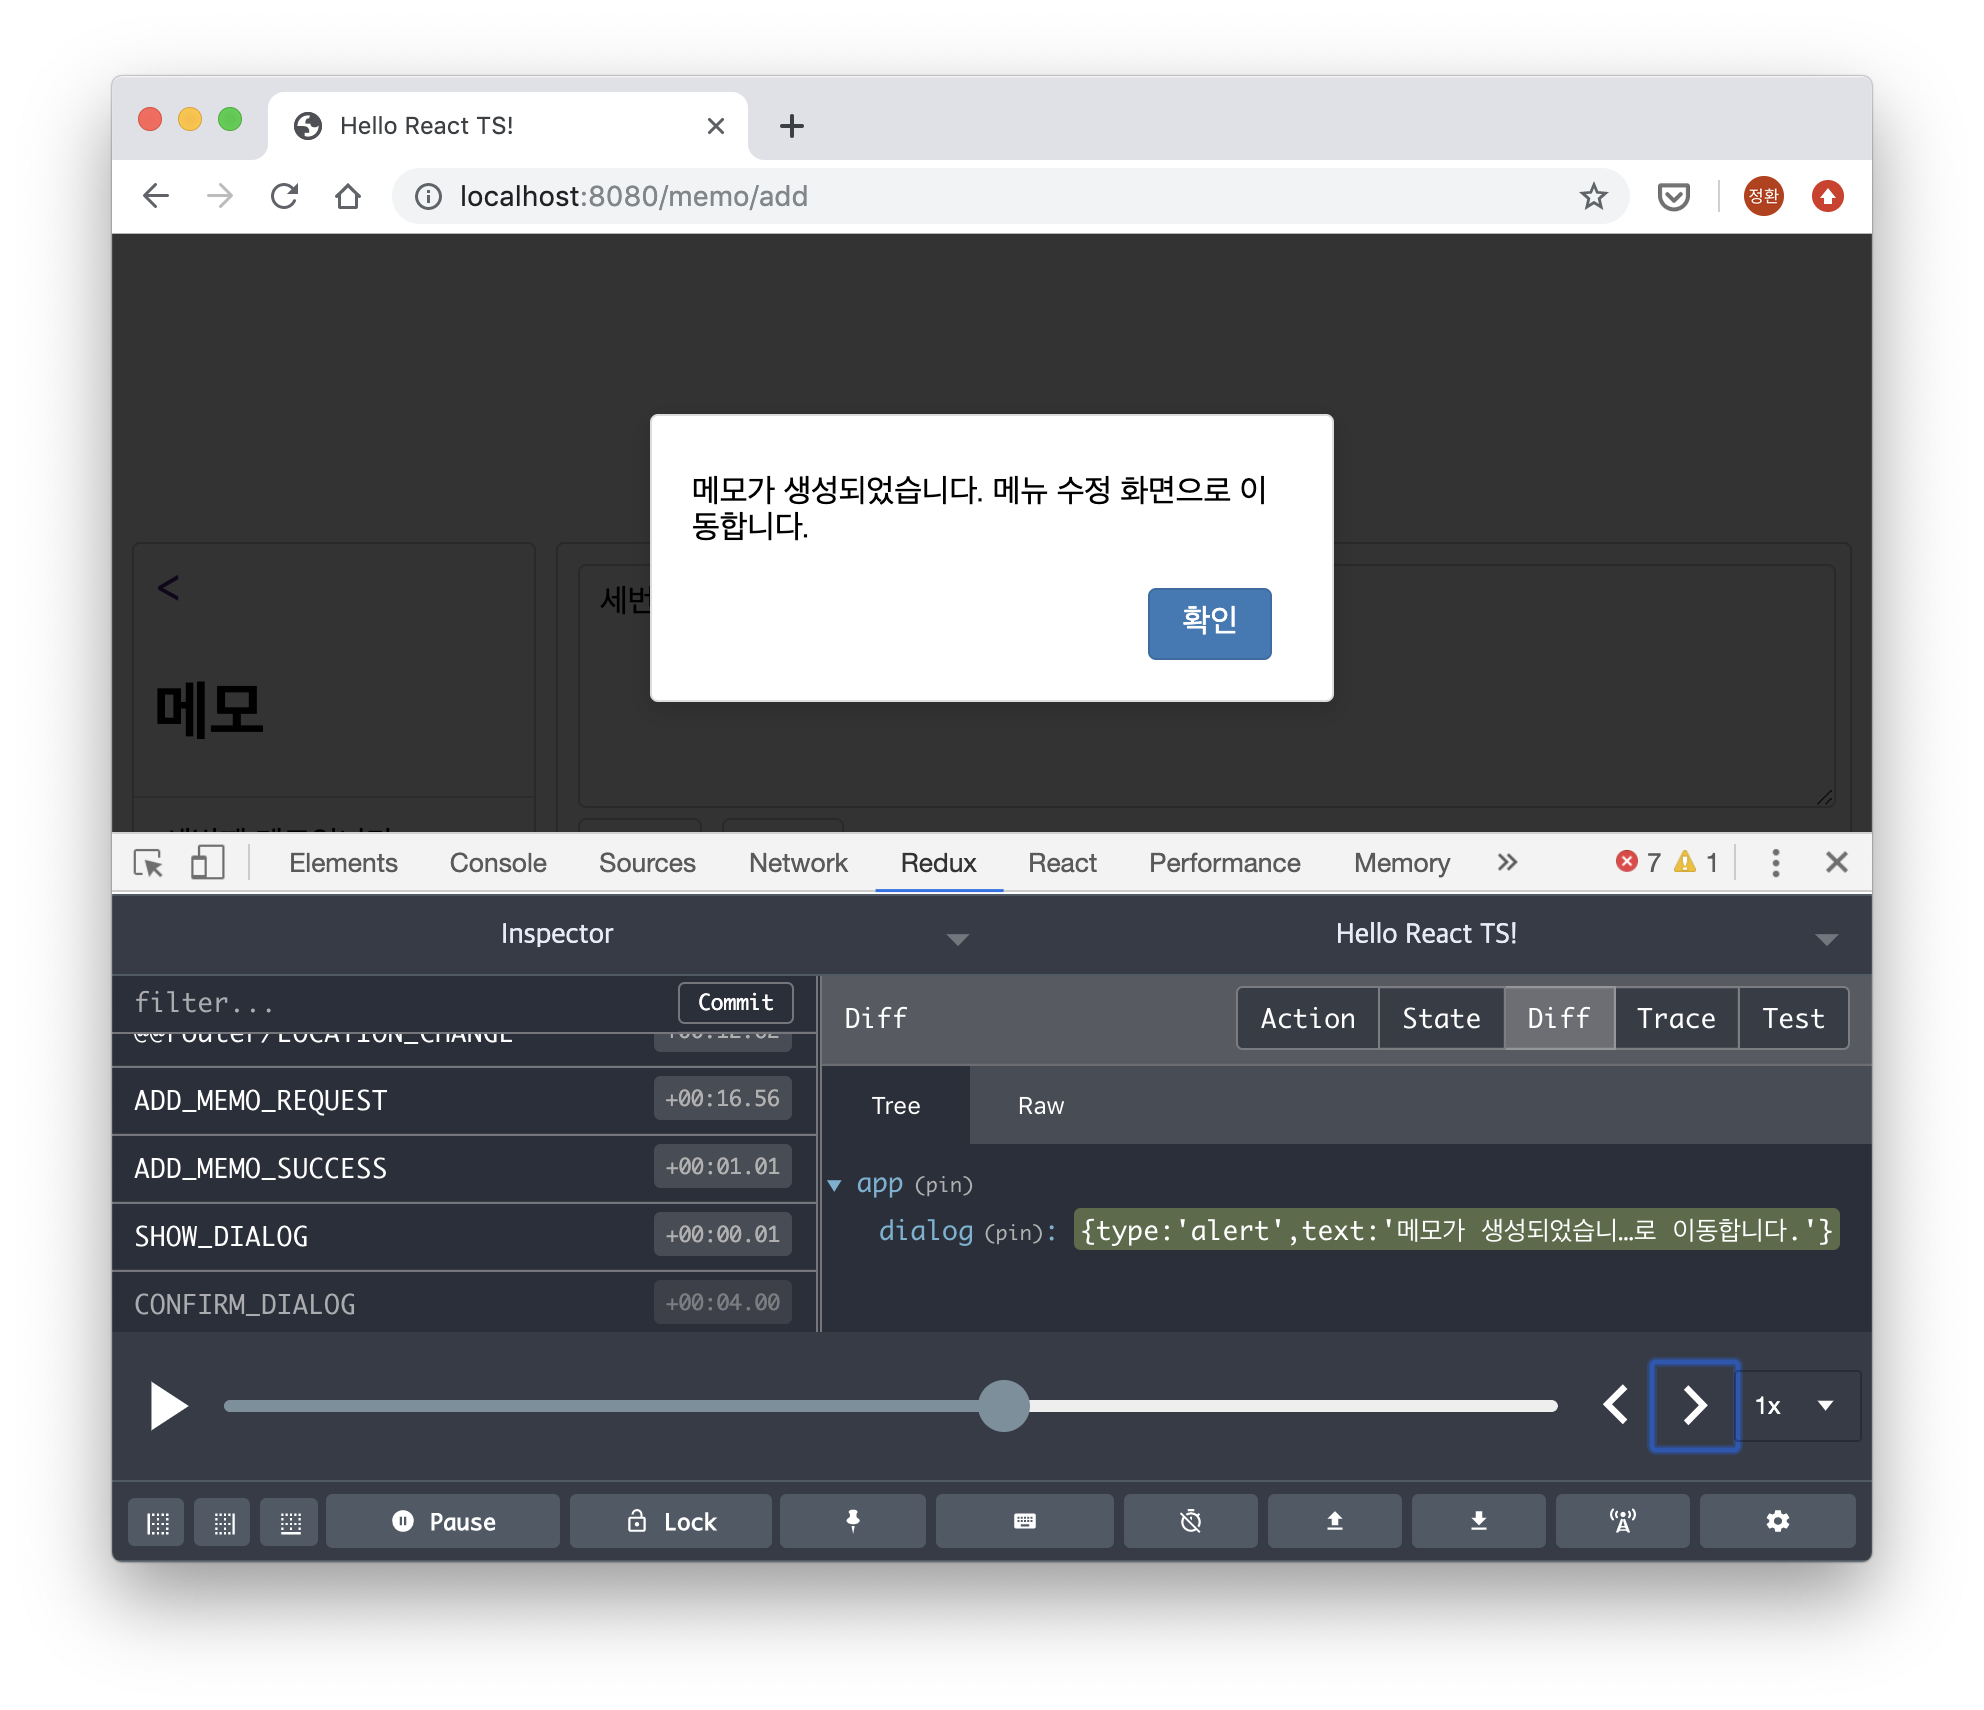 Hello React TS!
localhost:8080/memo/add
정환
메모가 생성되었습니다. 메뉴 수정 화면으로 이
동합니다.
확인
<
세번
메모
Elements Console Sources Network Redux React Performance Memory » 7 1
Inspector
Hello React TS!
filter...
Commit
Diff
Action State Diff Trace Test
@@router/LOCATION_CHANGE
ADD_MEMO_REQUEST +00:16.56
ADD_MEMO_SUCCESS +00:01.01
SHOW_DIALOG +00:00.01
CONFIRM_DIALOG +00:04.00
Tree Raw
app (pin)
dialog (pin): {type:'alert',text:'메모가 생성되었습니...로 이동합니다.'}
1x
Pause
Lock